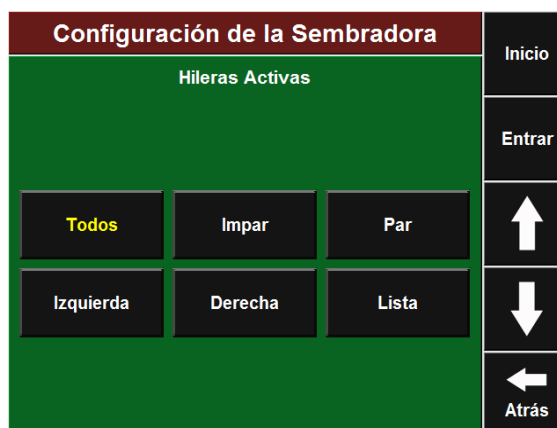 Configuración de la Sembradora
Hileras Activas
Todos
Impar
Par
Izquierda
Derecha
Lista
Inicio
Entrar
Atrás